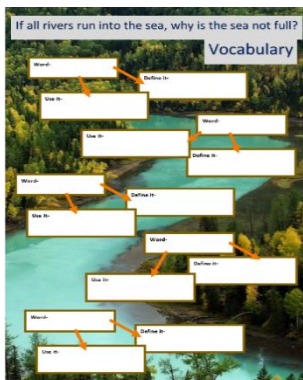 If all rivers run into the sea, why is the sea not full?
Vocabulary
Word-
Define it-
Use it-
Word-
Use it-
Define it-
Word-
Define it-
Use it-
Word-
Define it-
Use it-
Word-
Define it-
Use it-